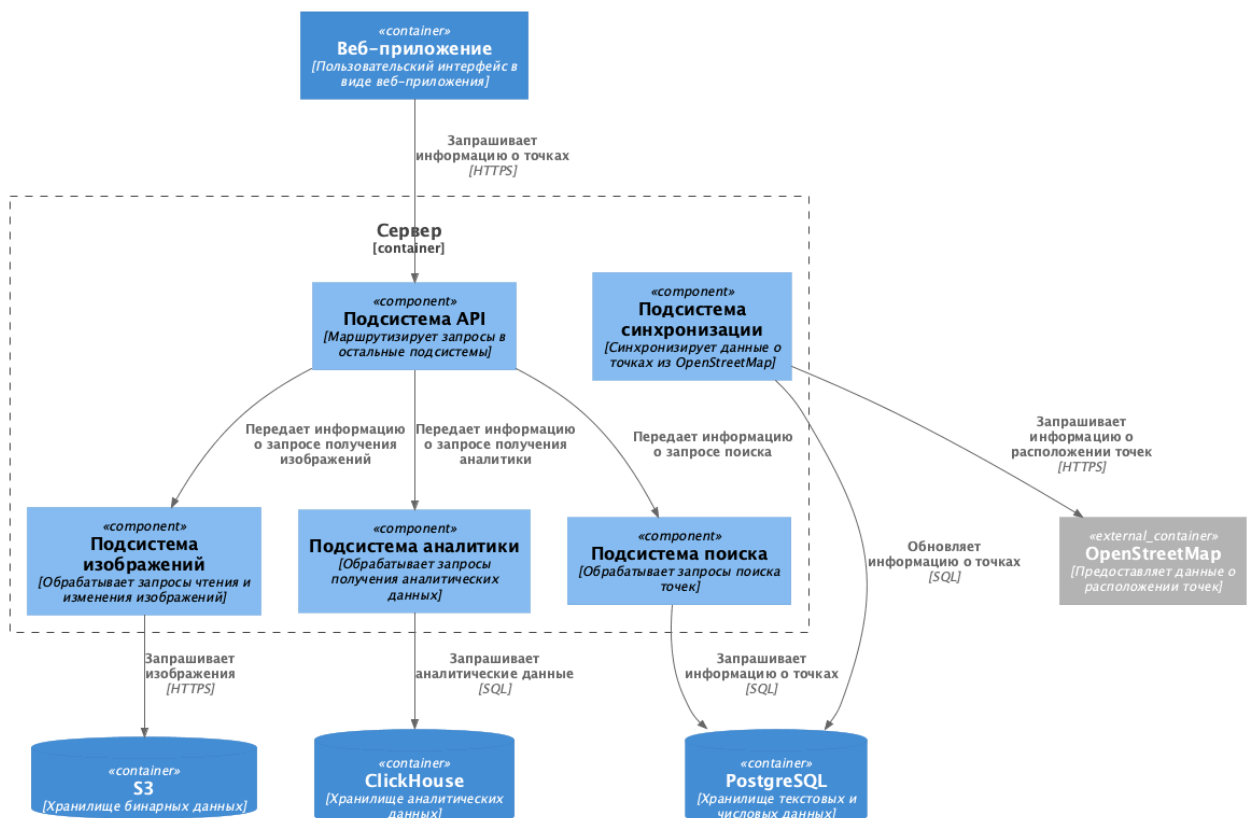 «container»
Веб-приложение
[Пользовательский интерфейс в
виде веб-приложения]
Запрашивает
информацию о точках
[HTTPS]
Сервер
[container]
«component»
Подсистема API
[Маршрутизирует запросы в
остальные подсистемы]
«component»
Подсистема
синхронизации
[Синхронизирует данные о
точках из OpenStreetMap]
Передает информацию
о запросе получения
изображений
Передает информацию
о запросе получения
аналитики
Передает информацию
о запросе поиска
Запрашивает
информацию о
расположении точек
[HTTPS]
«component»
Подсистема
изображений
[Обрабатывает запросы чтения и
изменения изображений]
«component»
Подсистема аналитики
[Обрабатывает запросы
получения аналитических
данных]
«component»
Подсистема поиска
[Обрабатывает запросы поиска
точек]
Обновляет
информацию о точках
[SQL]
«external_container»
OpenStreetMap
[Предоставляет данные о
расположении точек]
Запрашивает
изображения
[HTTPS]
Запрашивает
аналитические данные
[SQL]
Запрашивает
информацию о точках
[SQL]
«container»
S3
[Хранилище бинарных данных]
«container»
ClickHouse
[Хранилище аналитических
данных]
«container»
PostgreSQL
[Хранилище текстовых и
числовых данных]